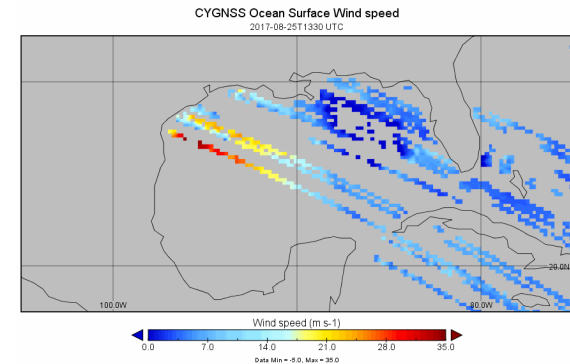 CYGNSS Ocean Surface Wind speed
2017-08-25T1330 UTC
20.0N
100.0W
80.0W
Wind speed (m s-1)
0.0 7.0 14.0 21.0 28.0 35.0
Data Min = -5.0, Max = 35.0